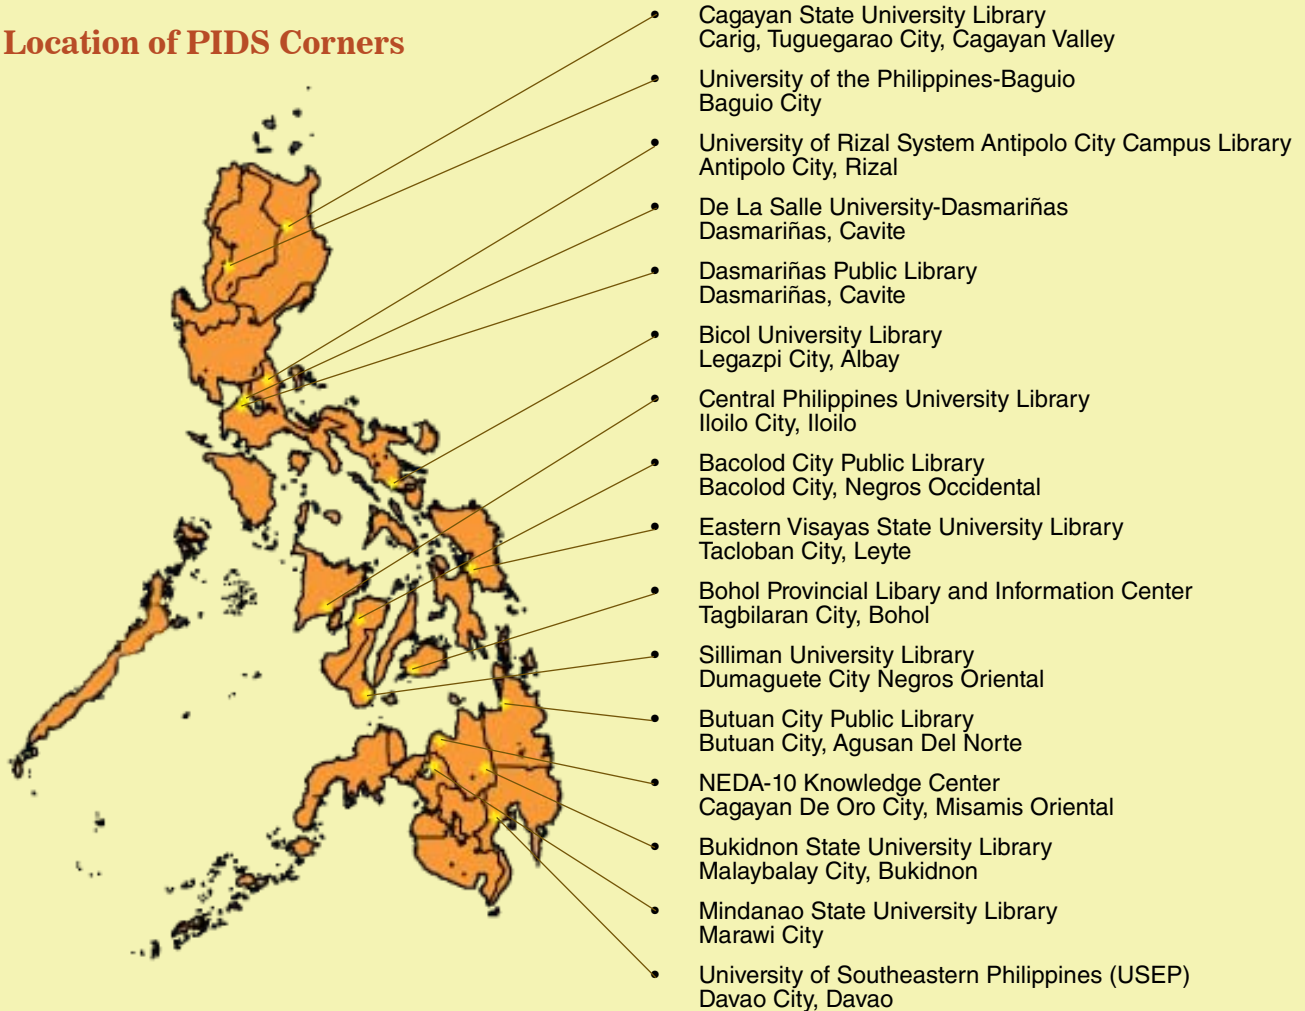 Location of PIDS Corners
Cagayan State University Library
Carig, Tuguegarao City, Cagayan Valley
University of the Philippines-Baguio
Baguio City
University of Rizal System Antipolo City Campus Library
Antipolo City, Rizal
De La Salle University-Dasmariñas
Dasmariñas, Cavite
Dasmariñas Public Library
Dasmariñas, Cavite
Bicol University Library
Legazpi City, Albay
Central Philippines University Library
Iloilo City, Iloilo
Bacolod City Public Library
Bacolod City, Negros Occidental
Eastern Visayas State University Library
Tacloban City, Leyte
Bohol Provincial Libary and Information Center
Tagbilaran City, Bohol
Silliman University Library
Dumaguete City Negros Oriental
Butuan City Public Library
Butuan City, Agusan Del Norte
NEDA-10 Knowledge Center
Cagayan De Oro City, Misamis Oriental
Bukidnon State University Library
Malaybalay City, Bukidnon
Mindanao State University Library
Marawi City
University of Southeastern Philippines (USEP)
Davao City, Davao